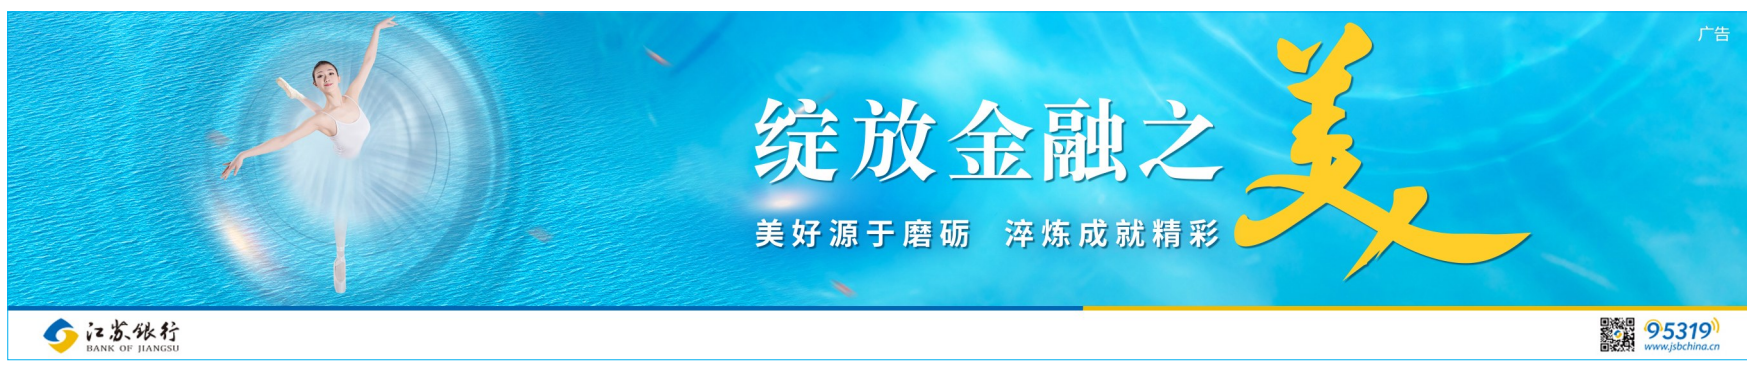 广告
绽放金融之美
美好源于磨砺 淬炼成就精彩
江苏银行
BANK OF JIANGSU
95319
www.jsbchina.cn